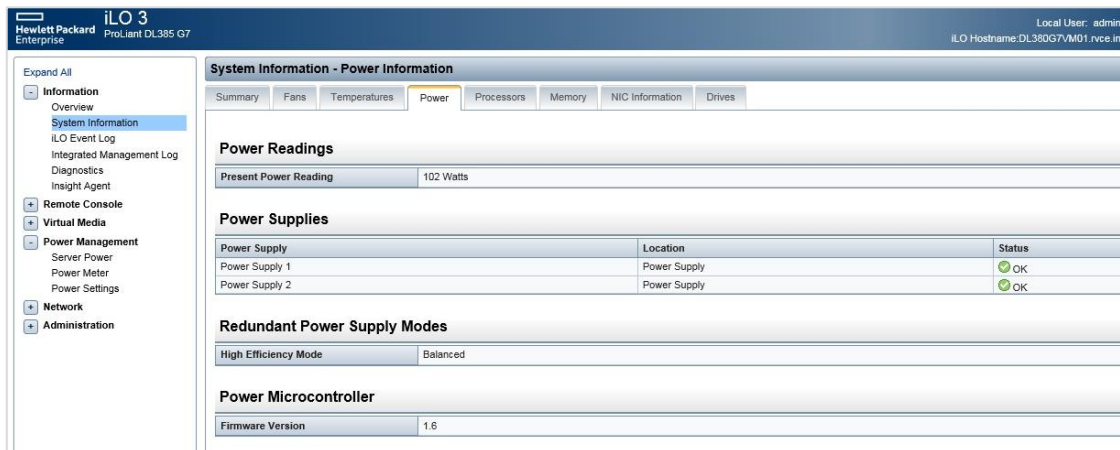 Hewlett Packard Enterprise
iLO 3
ProLiant DL385 G7
Local User: admin
iLO Hostname:DL380G7VM01.rvce.in
Expand All
Information
Overview
System Information
iLO Event Log
Integrated Management Log
Diagnostics
Insight Agent
Remote Console
Virtual Media
Power Management
Server Power
Power Meter
Power Settings
Network
Administration
System Information - Power Information
Summary Fans Temperatures Power Processors Memory NIC Information Drives
Power Readings
Present Power Reading 102 Watts
Power Supplies
Power Supply Location Status
Power Supply 1 Power Supply OK
Power Supply 2 Power Supply OK
Redundant Power Supply Modes
High Efficiency Mode Balanced
Power Microcontroller
Firmware Version 1.6